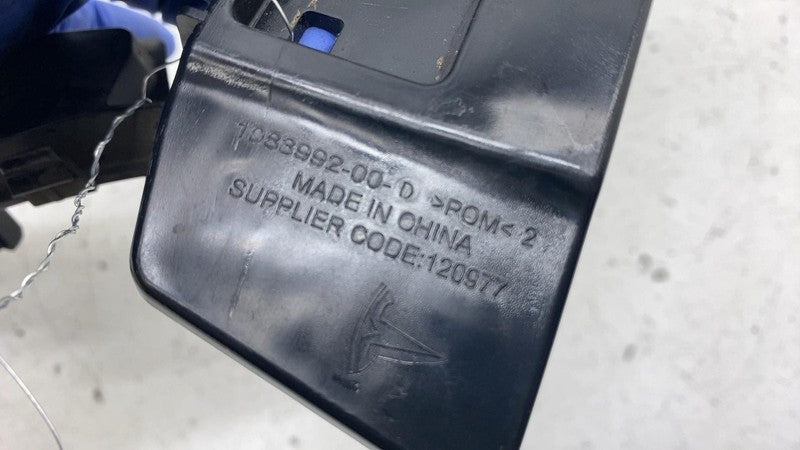 1083992-00-D >POM< 2
MADE IN CHINA
SUPPLIER CODE:120977